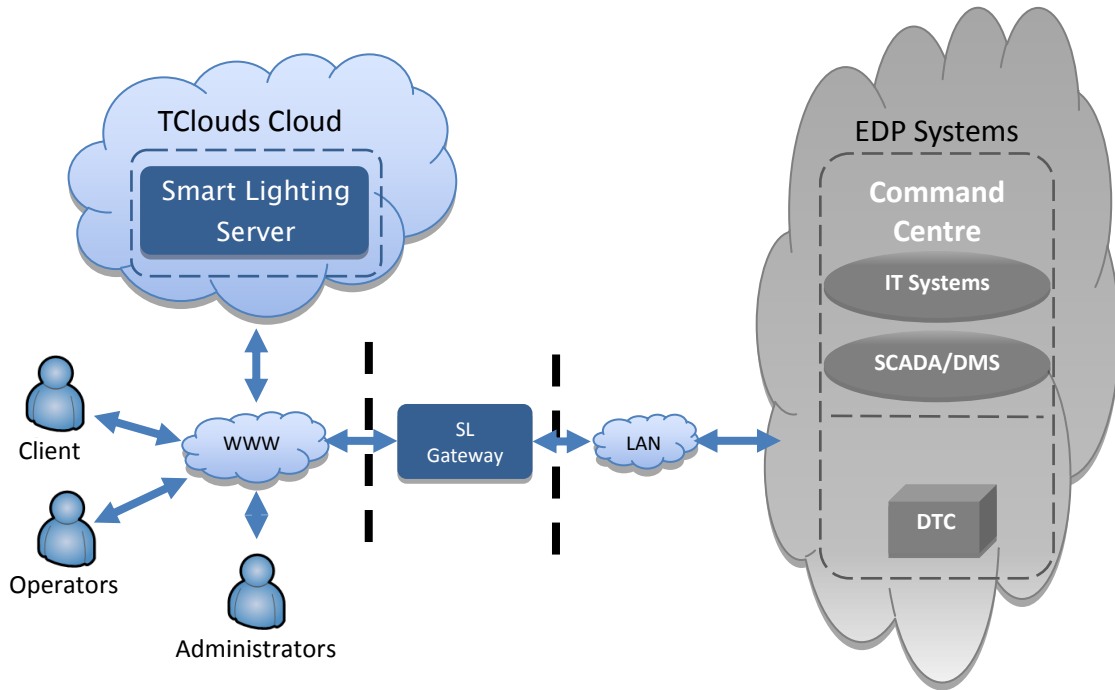 TClouds Cloud
Smart Lighting
Server
EDP Systems
Command
Centre
IT Systems
SCADA/DMS
Client
WWW
SL
Gateway
LAN
Operators
DTC
Administrators